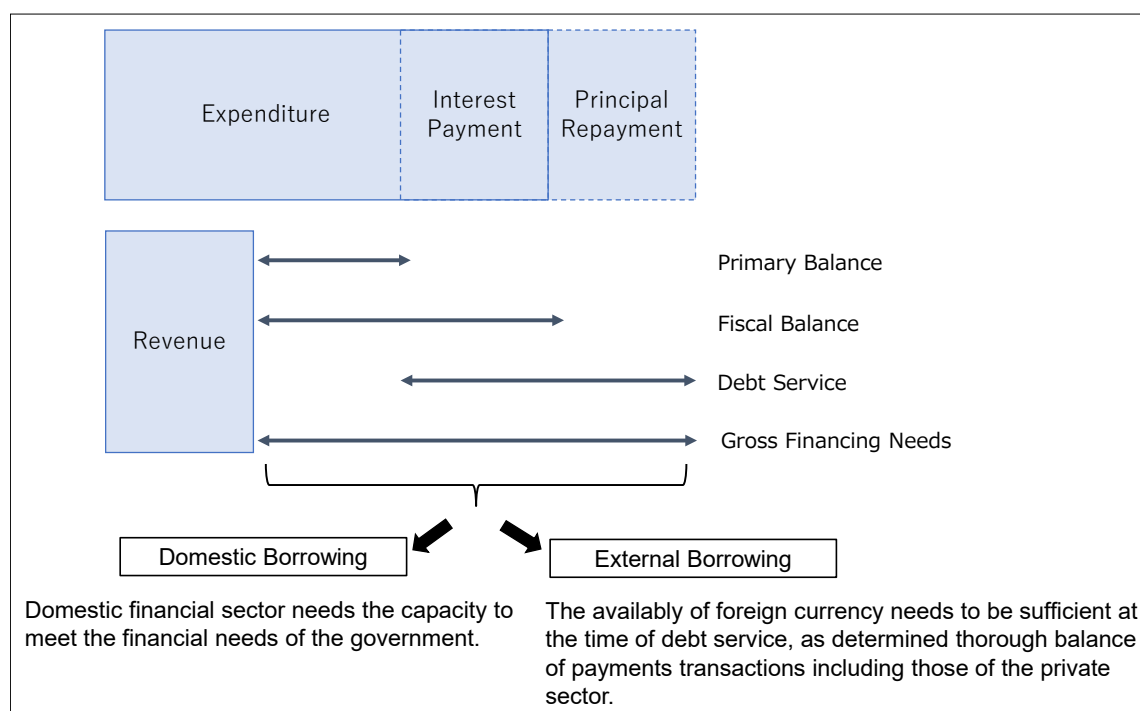 Expenditure
Interest
Payment
Principal
Repayment
Revenue
Primary Balance
Fiscal Balance
Debt Service
Gross Financing Needs
Domestic Borrowing
Domestic financial sector needs the capacity to
meet the financial needs of the government.
External Borrowing
The availably of foreign currency needs to be sufficient at
the time of debt service, as determined thorough balance
of payments transactions including those of the private
sector.